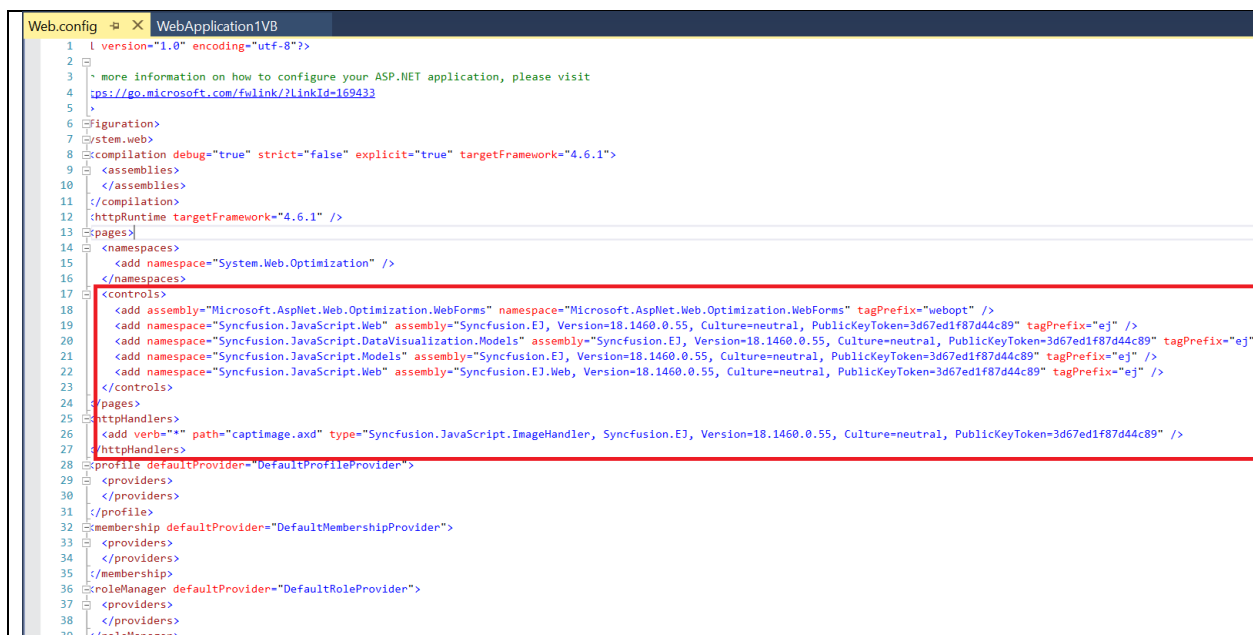 Web.config WebApplication1VB
1 l version="1.0" encoding="utf-8"?>
2
3 more information on how to configure your ASP.NET application, please visit
4 tps://go.microsoft.com/fwlink/?LinkId=169433
5 >
6 figuration>
7 ystem.web>
8 <compilation debug="true" strict="false" explicit="true" targetFramework="4.6.1">
9 <assemblies>
10 </assemblies>
11 </compilation>
12 <httpRuntime targetFramework="4.6.1" />
13 <pages>
14 <namespaces>
15 <add namespace="System.Web.Optimization" />
16 </namespaces>
17 <controls>
18 <add assembly="Microsoft.AspNet.Web.Optimization.WebForms" namespace="Microsoft.AspNet.Web.Optimization.WebForms" tagPrefix="webopt" />
19 <add namespace="Syncfusion.JavaScript.Web" assembly="Syncfusion.EJ, Version=18.1460.0.55, Culture=neutral, PublicKeyToken=3d67ed1f87d44c89" tagPrefix="ej" />
20 <add namespace="Syncfusion.JavaScript.DataVisualization.Models" assembly="Syncfusion.EJ, Version=18.1460.0.55, Culture=neutral, PublicKeyToken=3d67ed1f87d44c89" tagPrefix="ej"
21 <add namespace="Syncfusion.JavaScript.Models" assembly="Syncfusion.EJ, Version=18.1460.0.55, Culture=neutral, PublicKeyToken=3d67ed1f87d44c89" tagPrefix="ej" />
22 <add namespace="Syncfusion.JavaScript.Web" assembly="Syncfusion.EJ.Web, Version=18.1460.0.55, Culture=neutral, PublicKeyToken=3d67ed1f87d44c89" tagPrefix="ej" />
23 </controls>
24 </pages>
25 <httpHandlers>
26 <add verb="*" path="captimage.axd" type="Syncfusion.JavaScript.ImageHandler, Syncfusion.EJ, Version=18.1460.0.55, Culture=neutral, PublicKeyToken=3d67ed1f87d44c89" />
27 </httpHandlers>
28 <profile defaultProvider="DefaultProfileProvider">
29 <providers>
30 </providers>
31 </profile>
32 <membership defaultProvider="DefaultMembershipProvider">
33 <providers>
34 </providers>
35 </membership>
36 <roleManager defaultProvider="DefaultRoleProvider">
37 <providers>
38 </providers>
39 </roleManager>